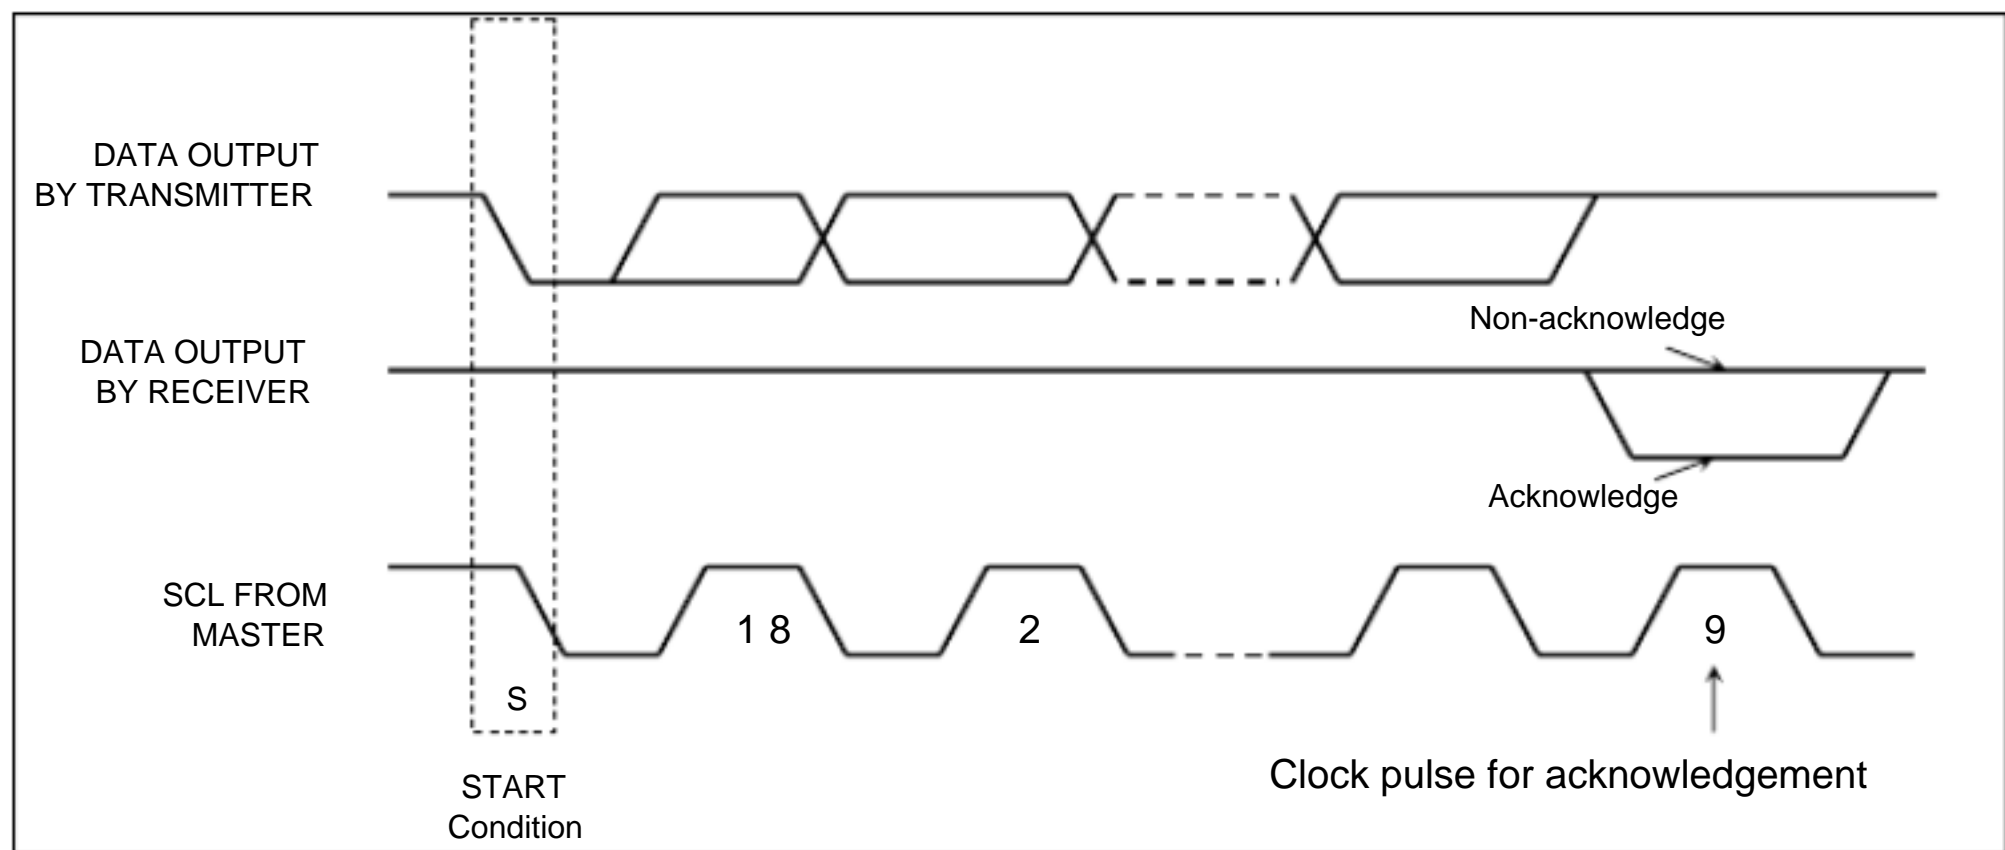 DATA OUTPUT
BY TRANSMITTER
Non-acknowledge
DATA OUTPUT
BY RECEIVER
Acknowledge
SCL FROM
MASTER
1 8
2
9
S
START
Condition
Clock pulse for acknowledgement